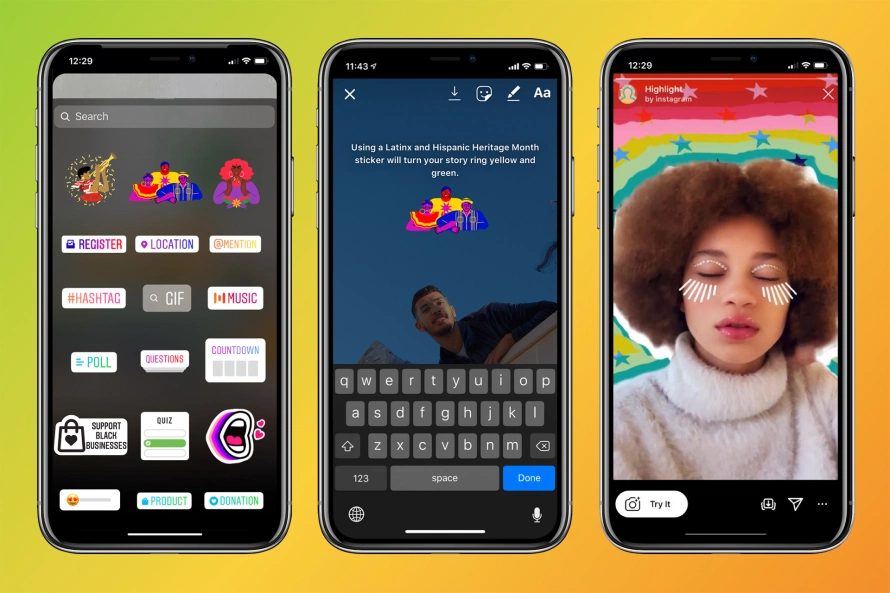 12:29
Search
REGISTER
LOCATION
@MENTION
#HASHTAG
GIF
MUSIC
POLL
QUESTIONS
COUNTDOWN
SUPPORT
BLACK
BUSINESSES
QUIZ
PRODUCT
DONATION
11:43
Aa
Using a Latinx and Hispanic Heritage Month
sticker will turn your story ring yellow and
green.
q w e r t y u i o p
a s d f g h j k l
z x c v b n m
123 space Done
12:29
Highlight
by instagram
Try It